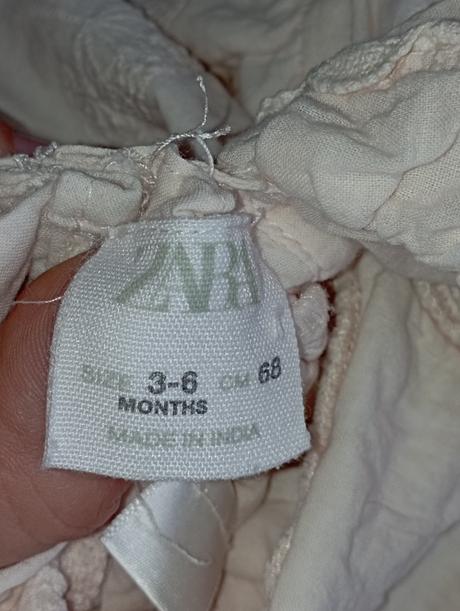 ZARA
SIZE 3-6 CM 68
MONTHS
MADE IN INDIA